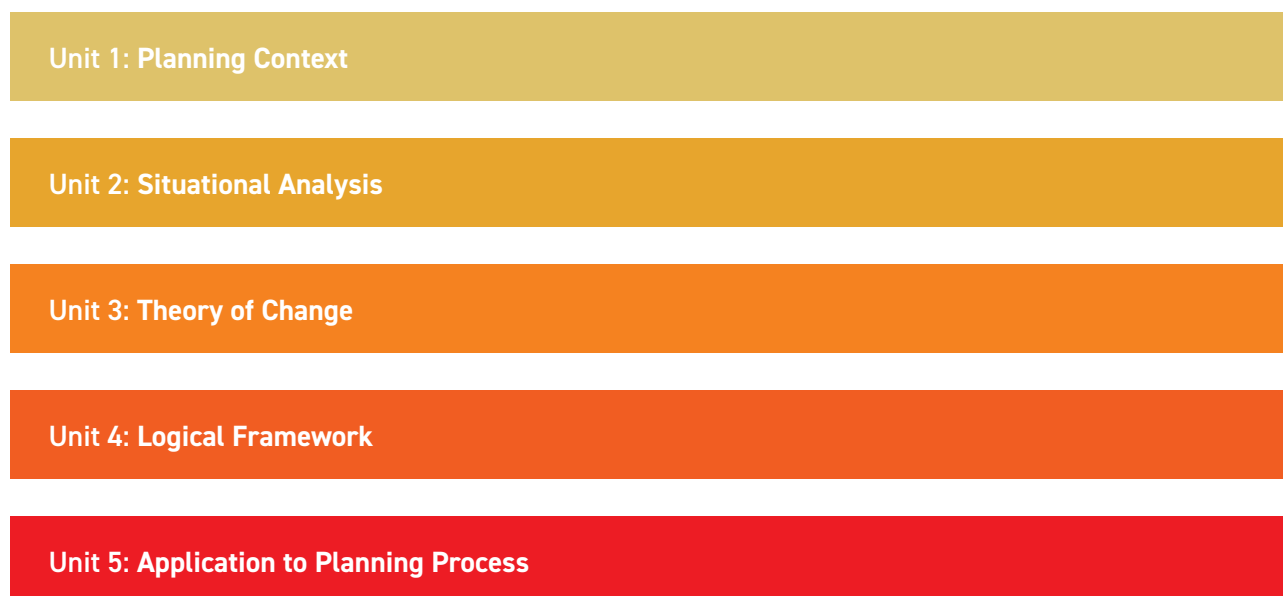 Unit 1: Planning Context
Unit 2: Situational Analysis
Unit 3: Theory of Change
Unit 4: Logical Framework
Unit 5: Application to Planning Process